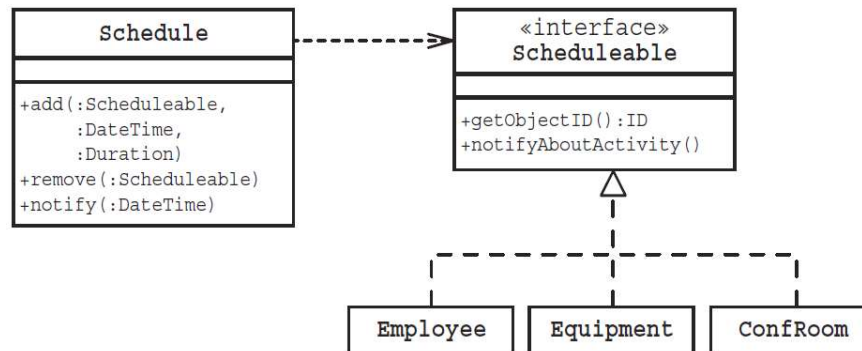 Schedule
+add(:Scheduleable,
:DateTime,
:Duration)
+remove(:Scheduleable)
+notify(:DateTime)
«interface»
Scheduleable
+getObjectID():ID
+notifyAboutActivity()
Employee
Equipment
ConfRoom